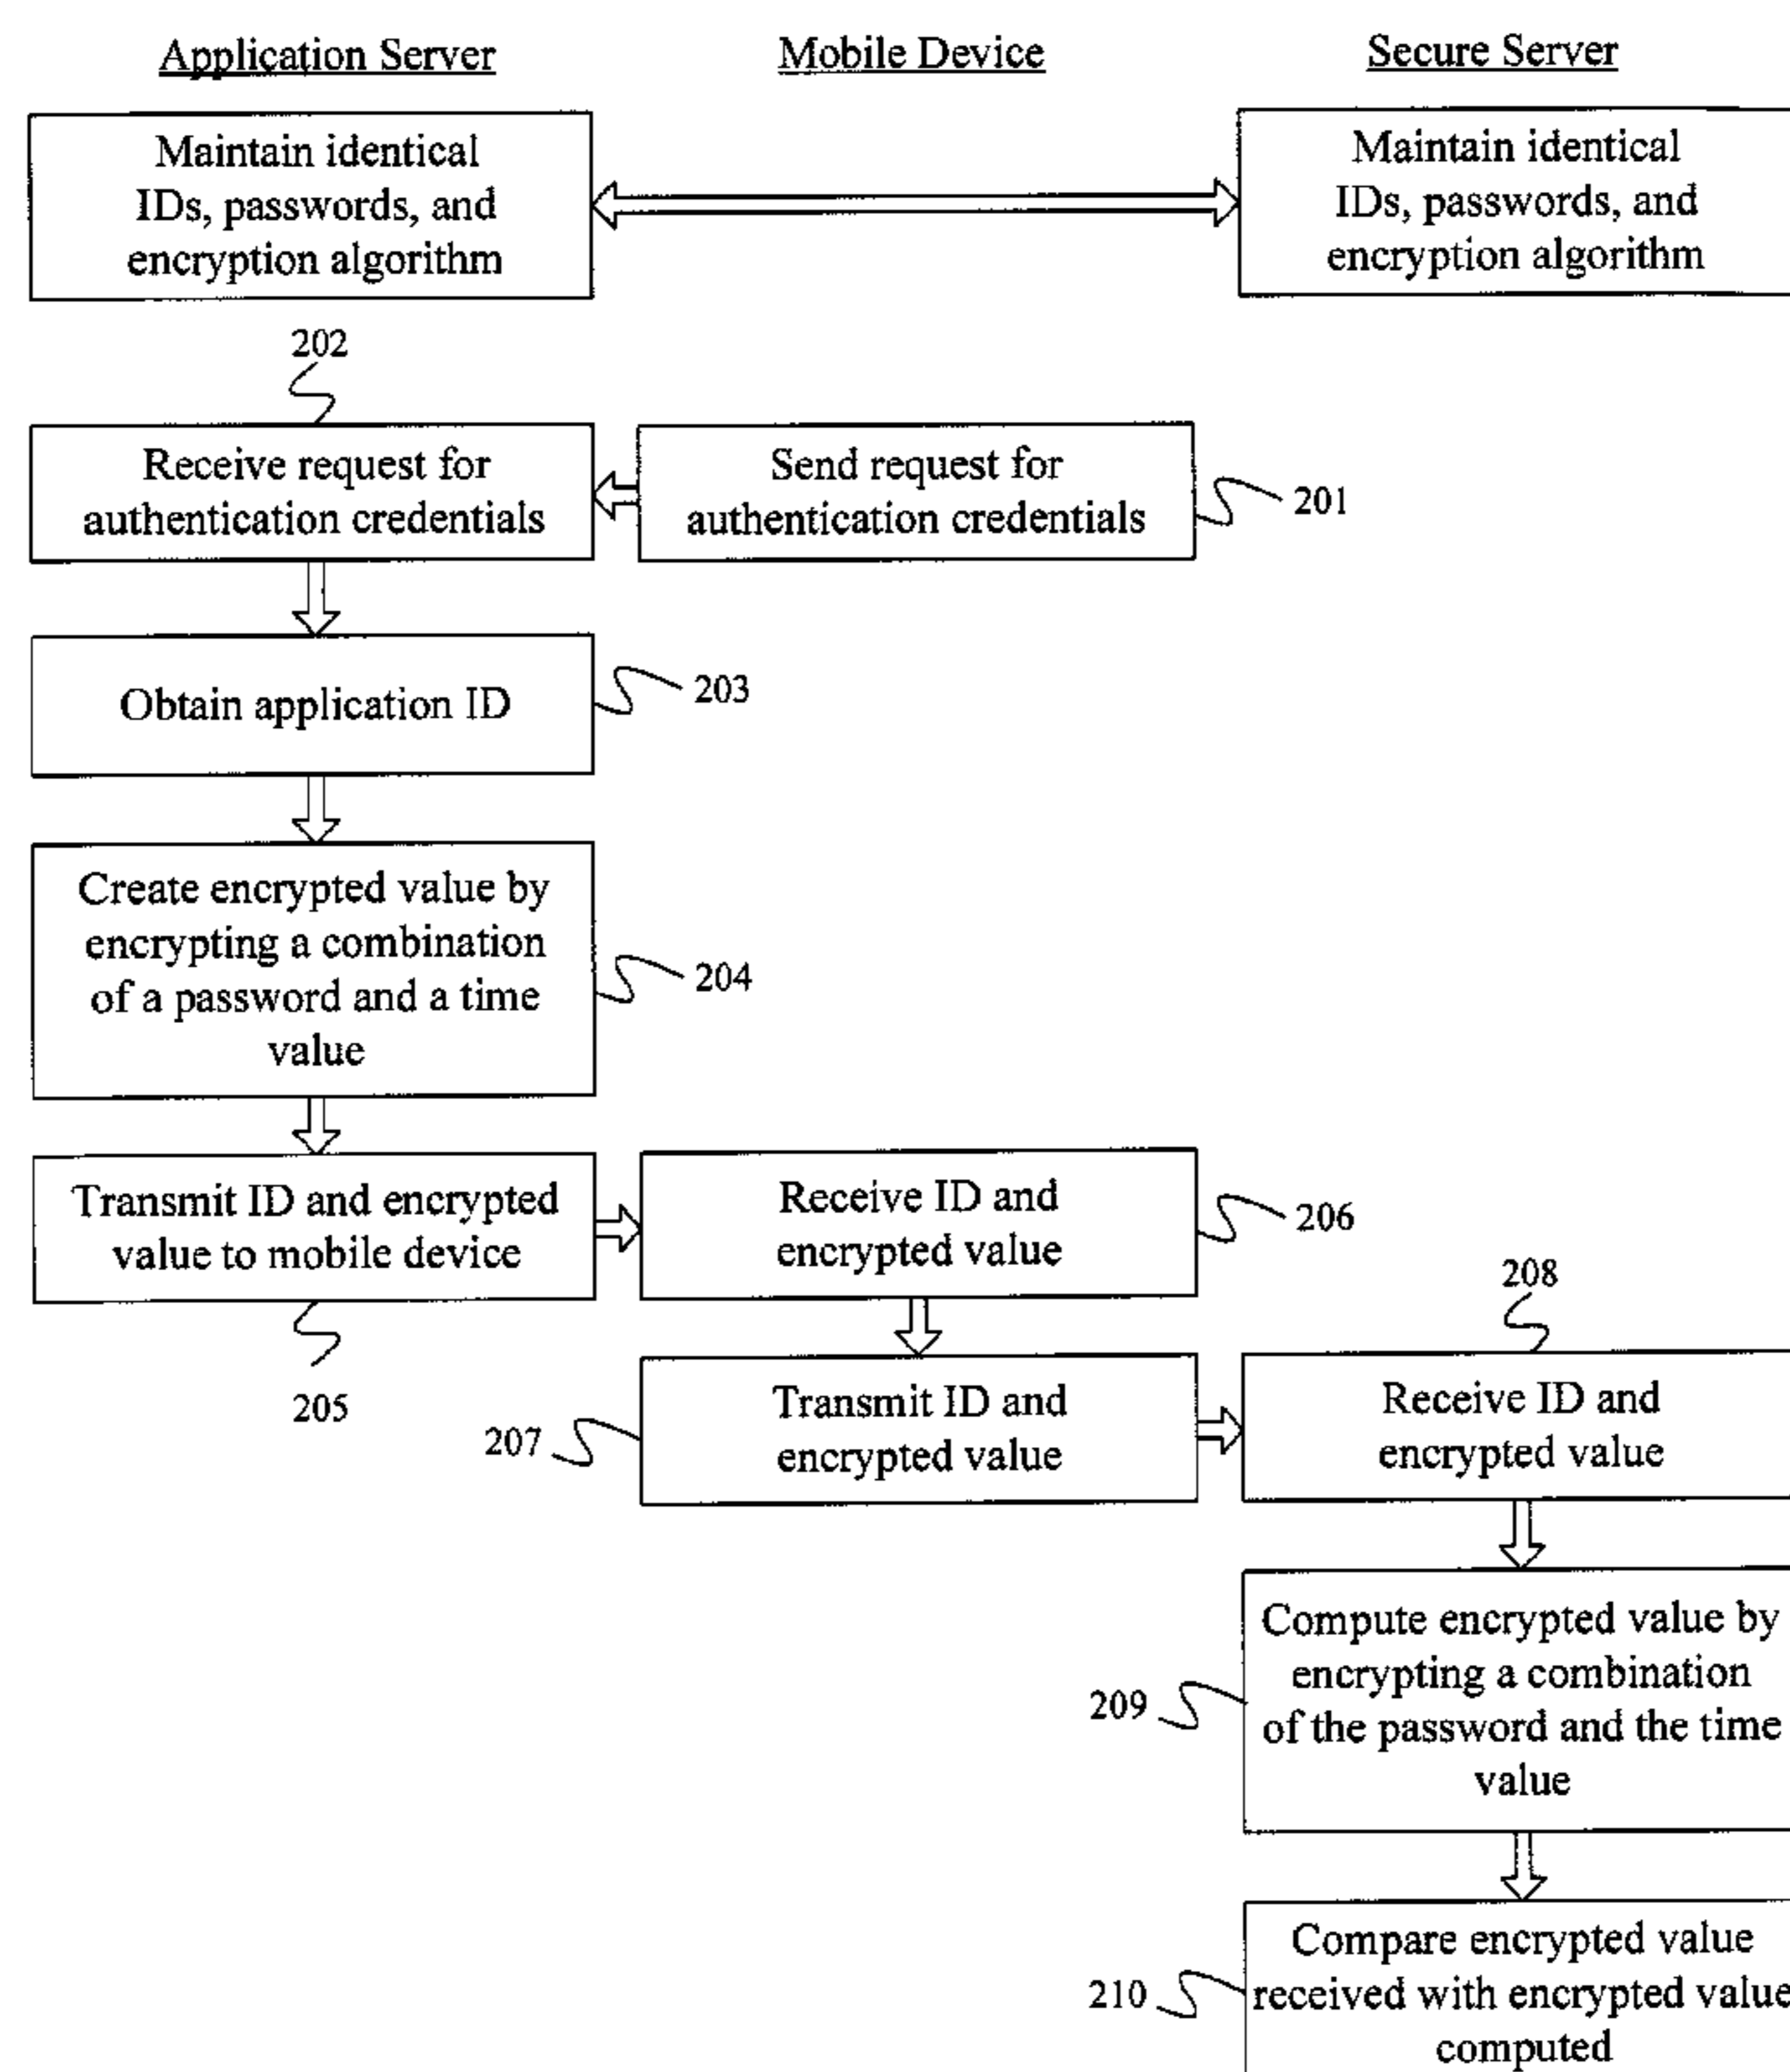 Application Server
Mobile Device
Secure Server
Maintain identical
IDs, passwords, and
encryption algorithm
Maintain identical
IDs, passwords, and
encryption algorithm
202
Receive request for
authentication credentials
Send request for
authentication credentials
201
Obtain application ID
203
Create encrypted value by
encrypting a combination
of a password and a time
value
204
Transmit ID and encrypted
value to mobile device
205
Receive ID and
encrypted value
206
207
Transmit ID and
encrypted value
208
Receive ID and
encrypted value
209
Compute encrypted value by
encrypting a combination
of the password and the time
value
210
Compare encrypted value
received with encrypted value
computed